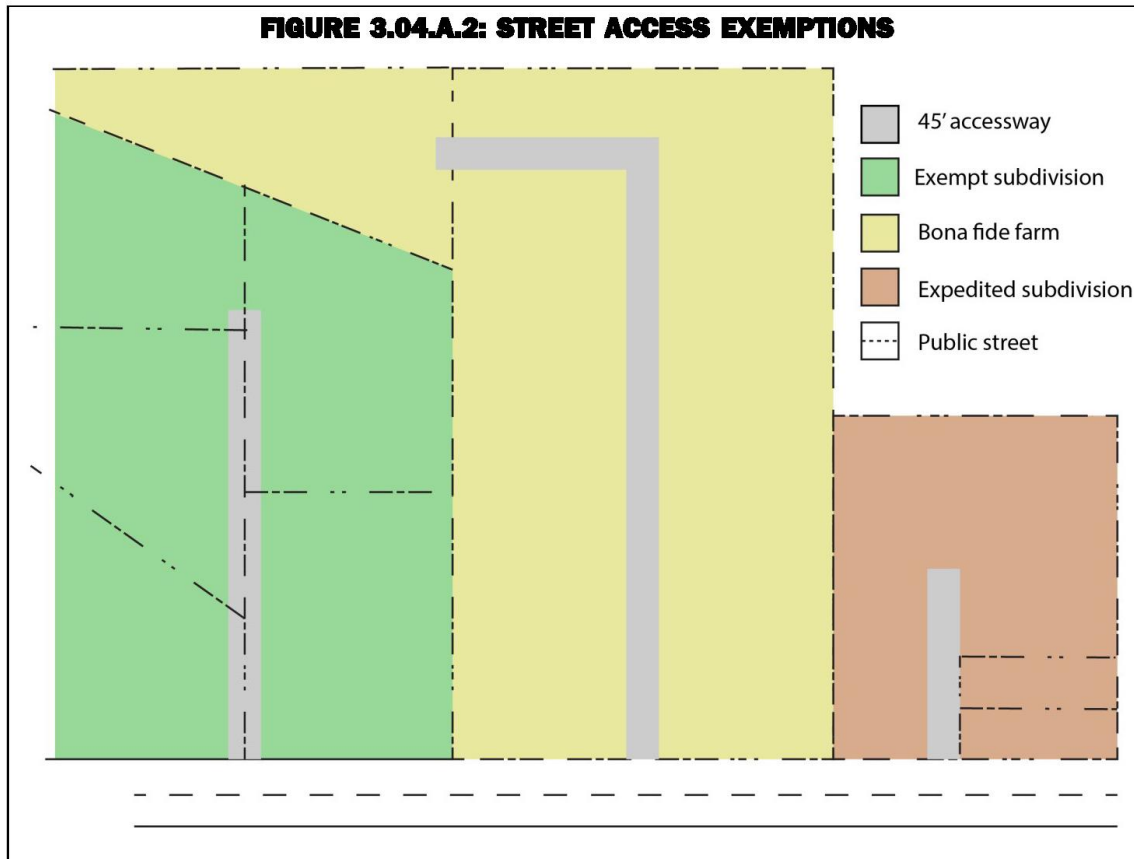 FIGURE 3.04.A.2: STREET ACCESS EXEMPTIONS
45' accessway
Exempt subdivision
Bona fide farm
Expedited subdivision
Public street